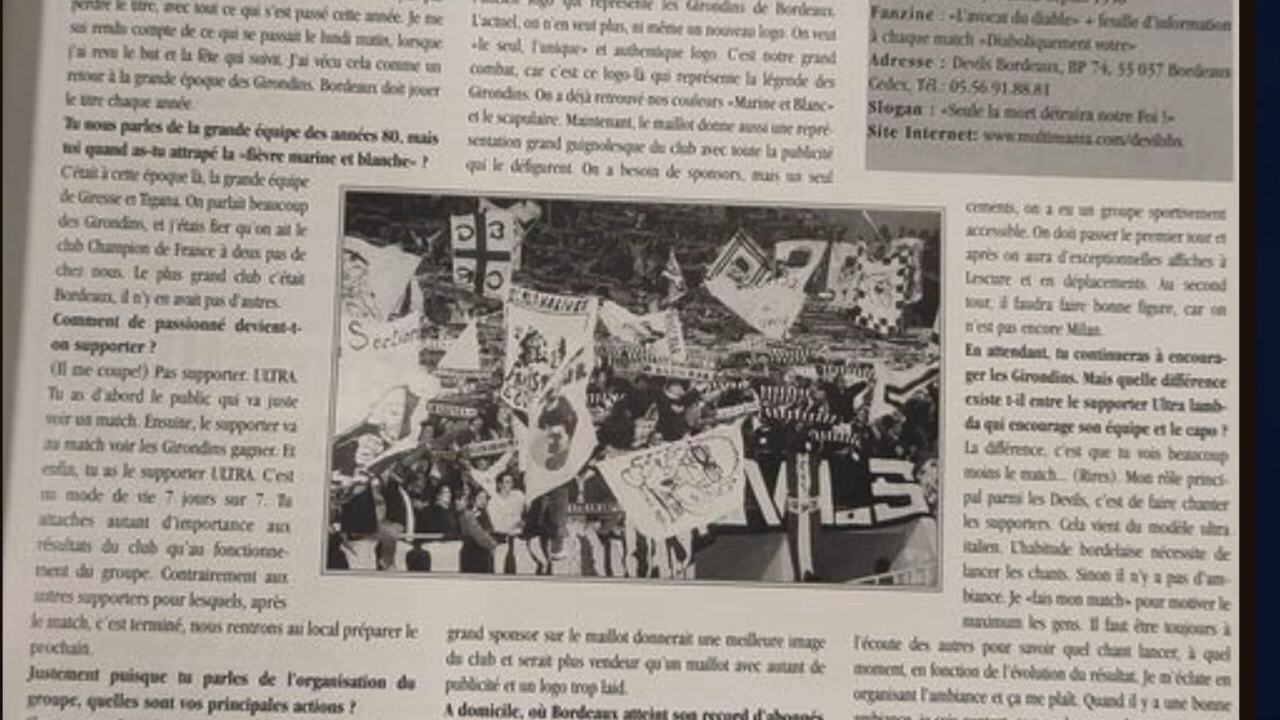 perdre le titre, avec tout ce qui s'est passé cette année. Je me
suis rendu compte de ce qui se passait le lundi matin, lorsque
j'ai revu le but et la fête qui suivit. J'ai vécu cela comme un
retour à la grande époque des Girondins. Bordeaux doit jouer
le titre chaque année.
Tu nous parles de la grande équipe des années 80, mais
toi quand as-tu attrapé la «fièvre marine et blanche» ?
C'était à cette époque là, la grande équipe
de Giresse et Tigana. On parlait beaucoup
des Girondins, et j'étais fier qu'on ait le
club Champion de France à deux pas de
chez nous. Le plus grand club c'était
Bordeaux, il n'y en avait pas d'autres.
Comment de passionné devient-t-
on supporter ?
(Il me coupe!) Pas supporter. ULTRA.
Tu as d'abord le public qui va juste
voir un match. Ensuite, le supporter va
au match voir les Girondins gagner. Et
enfin, tu as le supporter ULTRA. C'est
un mode de vie 7 jours sur 7. Tu
attaches autant d'importance aux
résultats du club qu'au fonctionne-
ment du groupe. Contrairement aux
autres supporters pour lesquels, après
le match, c'est terminé, nous rentrons au local préparer le
prochain.
Justement puisque tu parles de l'organisation du
groupe, quelles sont vos principales actions ?
logo qui représente les Girondins de Bordeaux.
L'actuel, on n'en veut plus, ni même un nouveau logo. On veut
«le seul, l'unique» et authentique logo. C'est notre grand
combat, car c'est ce logo-là qui représente la légende des
Girondins. On a déjà retrouvé nos couleurs «Marine et Blanc»
et le scapulaire. Maintenant, le maillot donne aussi une repré-
sentation grand guignolesque du club avec toute la publicité
qui le défigurent. On a besoin de sponsors, mais un seul
Section
grand sponsor sur le maillot donnerait une meilleure image
du club et serait plus vendeur qu'un maillot avec autant de
publicité et un logo trop laid.
A domicile, où Bordeaux atteint son record d'abonnés
Fanzine : «L'avocat du diable» + feuille d'information
à chaque match «Diaboliquement votre»
Adresse : Devils Bordeaux, BP 74, 33 037 Bordeaux
Cedex, Tél.: 05.56.91.88.81
Slogan : «Seule la mort détruira notre Foi !»
Site Internet: www.multimania.com/devilsbx
cements, on a eu un groupe sportivement
accessible. On doit passer le premier tour et
après on aura d'exceptionnelles affiches à
Lescure et en déplacements. Au second
tour, il faudra faire bonne figure, car on
n'est pas encore Milan.
En attendant, tu continueras à encoura-
ger les Girondins. Mais quelle différence
existe t-il entre le supporter Ultra lamb-
da qui encourage son équipe et le capo ?
La différence, c'est que tu vois beaucoup
moins le match... (Rires). Mon rôle princi-
pal parmi les Devils, c'est de faire chanter
les supporters. Cela vient du modèle ultra
italien. L'habitude bordelaise nécessite de
lancer les chants. Sinon il n'y a pas d'am-
biance. Je «fais mon match» pour motiver le
maximum les gens. Il faut être toujours à
l'écoute des autres pour savoir quel chant lancer, à quel
moment, en fonction de l'évolution du résultat. Je m'éclate en
organisant l'ambiance et ça me plaît. Quand il y a une bonne